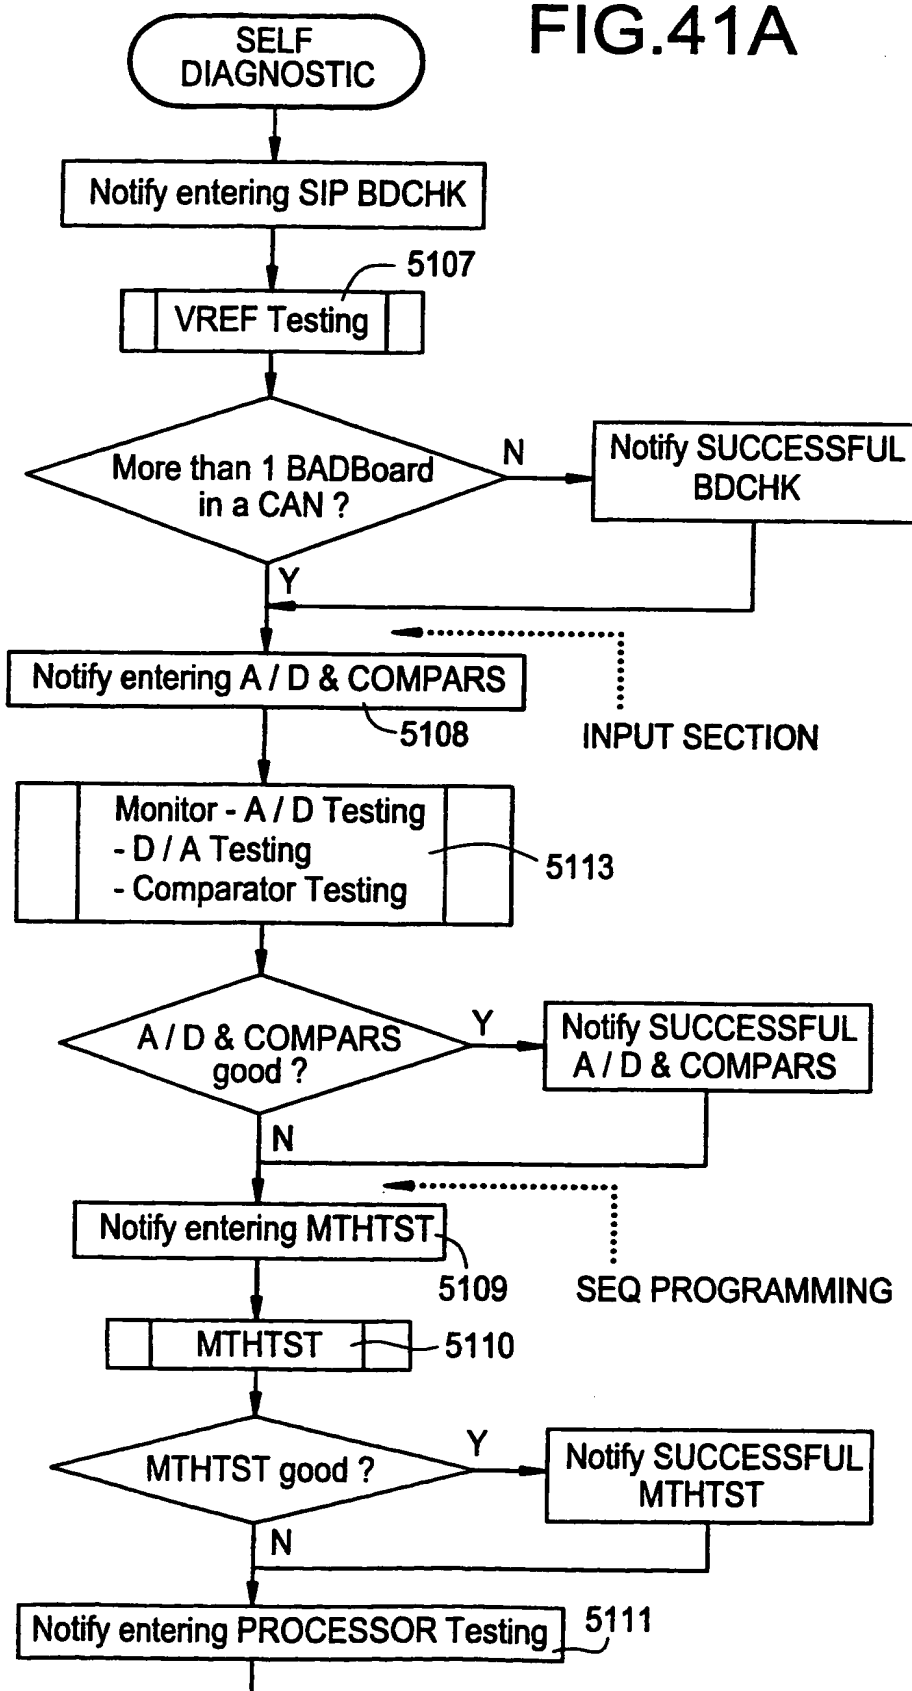 FIG.41A
SELF
DIAGNOSTIC
Notify entering SIP BDCHK
5107
VREF Testing
More than 1 BADBoard
in a CAN ?
N
Notify SUCCESSFUL
BDCHK
Y
Notify entering A / D & COMPARS
5108
INPUT SECTION
Monitor - A / D Testing
- D / A Testing
- Comparator Testing
5113
A / D & COMPARS
good ?
Y
Notify SUCCESSFUL
A / D & COMPARS
N
Notify entering MTHTST
5109
SEQ PROGRAMMING
MTHTST
5110
MTHTST good ?
Y
Notify SUCCESSFUL
MTHTST
N
Notify entering PROCESSOR Testing
5111